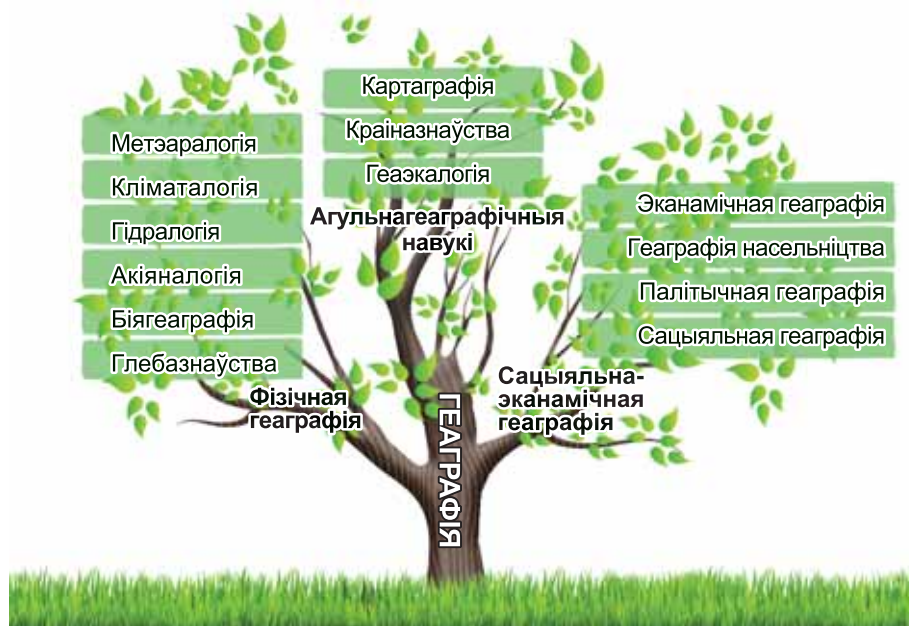 Картаграфія
Краіназнаўства
Геаэкалогія
Агульнагеаграфічныя
навукі
Метэаралогія
Кліматалогія
Гідралогія
Акіяналогія
Біягеаграфія
Глебазнаўства
Фізічная
геаграфія
Эканамічная геаграфія
Геаграфія насельніцтва
Палітычная геаграфія
Сацыяльная геаграфія
Сацыяльна-
эканамічная
геаграфія
ГЕАГРАФІЯ